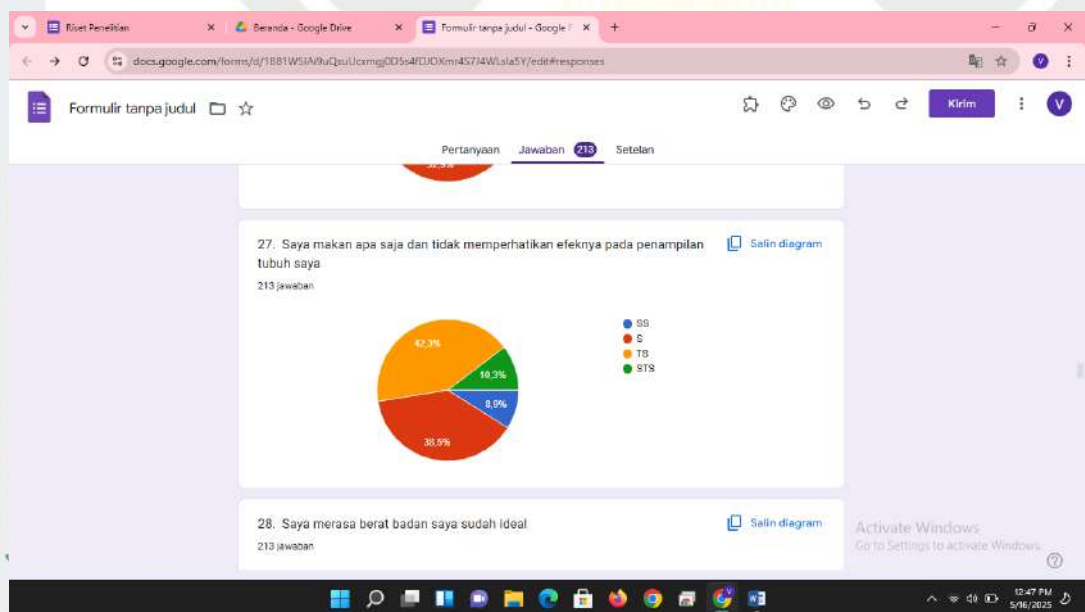 Riset Penelitian
Beranda - Google Drive
Formulir tanpa judul - Google F
Formulir tanpa judul
Kirim
V
Pertanyaan
Jawaban 213
Setelan
27. Saya makan apa saja dan tidak memperhatikan efeknya pada penampilan
tubuh saya
Salin diagram
213 jawaban
42,3%
10,3%
8,9%
38,5%
SS
S
TS
STS
28. Saya merasa berat badan saya sudah ideal
Salin diagram
213 jawaban
Activate Windows
Go to Settings to activate Windows.
12:47 PM
5/16/2025